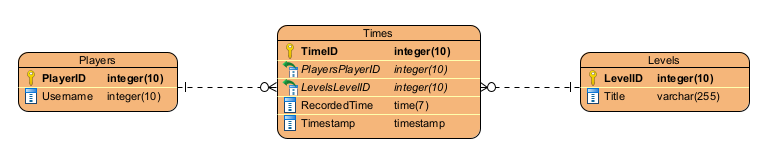 Players
PlayerID integer(10)
Username integer(10)
Times
TimeID integer(10)
PlayersPlayerID integer(10)
LevelsLevelID integer(10)
RecordedTime time(7)
Timestamp timestamp
Levels
LevelID integer(10)
Title varchar(255)